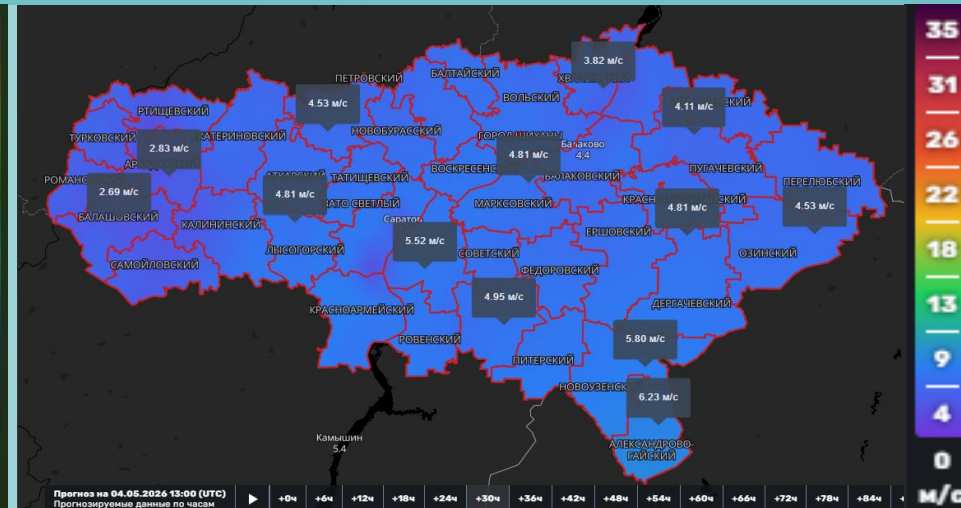 3.82 м/с
ПЕТРОВСКИЙ
БАЛТАЙСКИЙ
ВОЛЬСКИЙ
4.53 м/с
4.11 м/с
РТИЩЕВСКИЙ
ТУРКОВСКИЙ
НОВОБУРАССКИЙ
2.83 м/с
4.81 м/с
Балаково
4.4
БАЛАКОВСКИЙ
ПУГАЧЕВСКИЙ
ПЕРЕЛЮБСКИЙ
ТАТИЩЕВСКИЙ
2.69 м/с
4.81 м/с
МАРКСОВСКИЙ
4.81 м/с
4.53 м/с
БАЛАШОВСКИЙ
КАЛИНИНСКИЙ
Саратов
5.52 м/с
ЕРШОВСКИЙ
ЛЫСОГОРСКИЙ
СОВЕТСКИЙ
ОЗИНСКИЙ
САМОЙЛОВСКИЙ
ФЕДОРОВСКИЙ
4.95 м/с
КРАСНОАРМЕЙСКИЙ
ДЕРГАЧЕВСКИЙ
РОВЕНСКИЙ
5.80 м/с
ПИТЕРСКИЙ
6.23 м/с
АЛЕКСАНДРОВО-
ГАЙСКИЙ
Камышин
5.4
Прогноз на 04.05.2026 13:00 (UTC)
Прогнозируемые данные по часам
+0ч +6ч +12ч +18ч +24ч +30ч +36ч +42ч +48ч +54ч +60ч +66ч +72ч +78ч +84ч
35
31
26
22
18
13
9
4
0
м/с